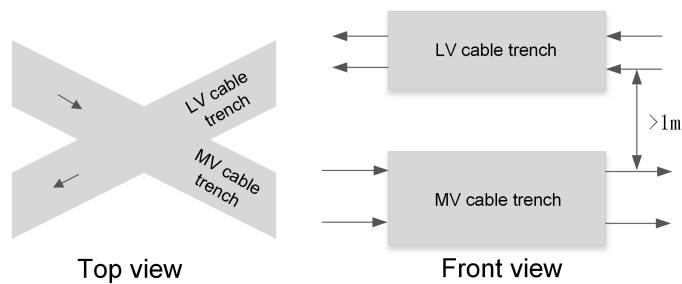 LV cable
trench
MV cable
trench
Top view
LV cable trench
>1m
MV cable trench
Front view